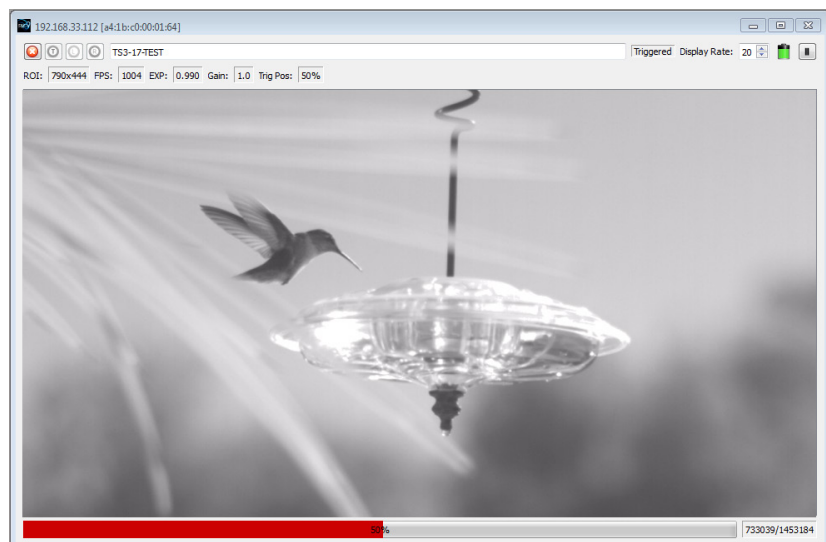 192.168.33.112 [a4:1b:c0:00:01:64]
TS3-17-TEST Triggered Display Rate: 20
ROI: 790x444 FPS: 1004 EXP: 0.990 Gain: 1.0 Trig Pos: 50%
50% 733039/1453184